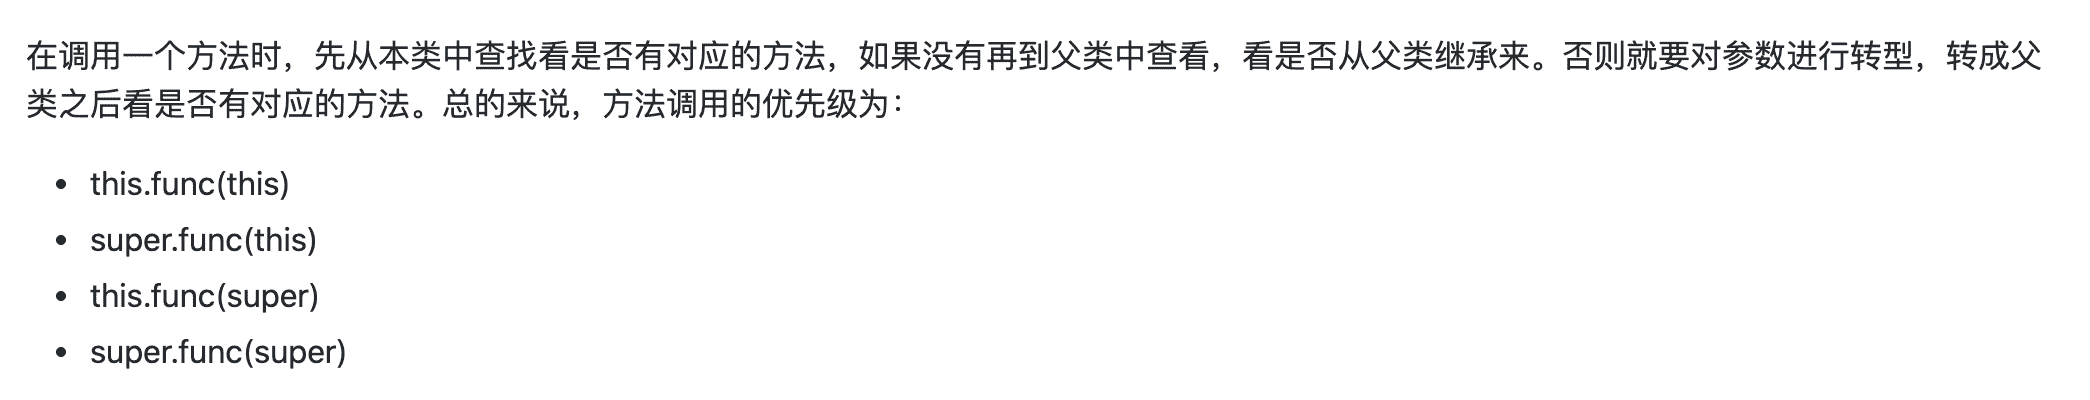 在调用一个方法时，先从本类中查找看是否有对应的方法，如果没有再到父类中查看，看是否从父类继承来。否则就要对参数进行转型，转成父
类之后看是否有对应的方法。总的来说，方法调用的优先级为：
• this.func(this)
• super.func(this)
• this.func(super)
• super.func(super)